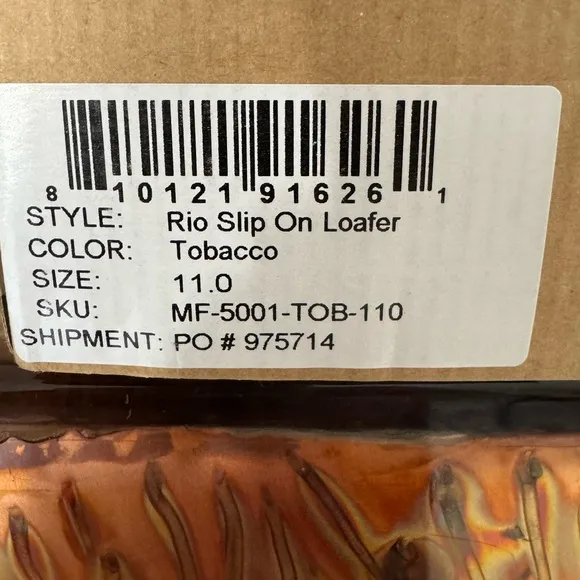 8 10121 91626 1
STYLE: Rio Slip On Loafer
COLOR: Tobacco
SIZE: 11.0
SKU: MF-5001-TOB-110
SHIPMENT: PO # 975714